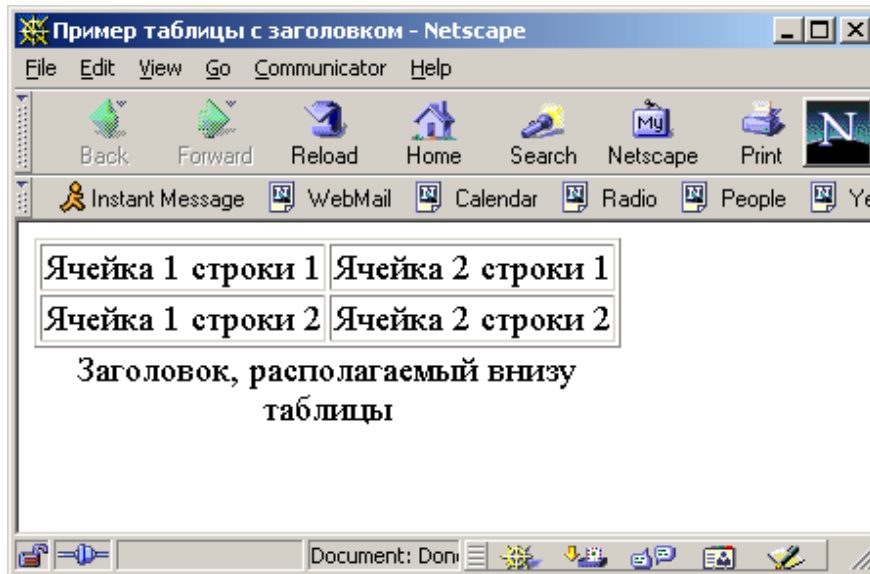 Пример таблицы с заголовком - Netscape
File Edit View Go Communicator Help
Back Forward Reload Home Search My Netscape Print N
Instant Message WebMail Calendar Radio People Ye
Ячейка 1 строки 1 Ячейка 2 строки 1
Ячейка 1 строки 2 Ячейка 2 строки 2
Заголовок, располагаемый внизу
таблицы
Document: Don